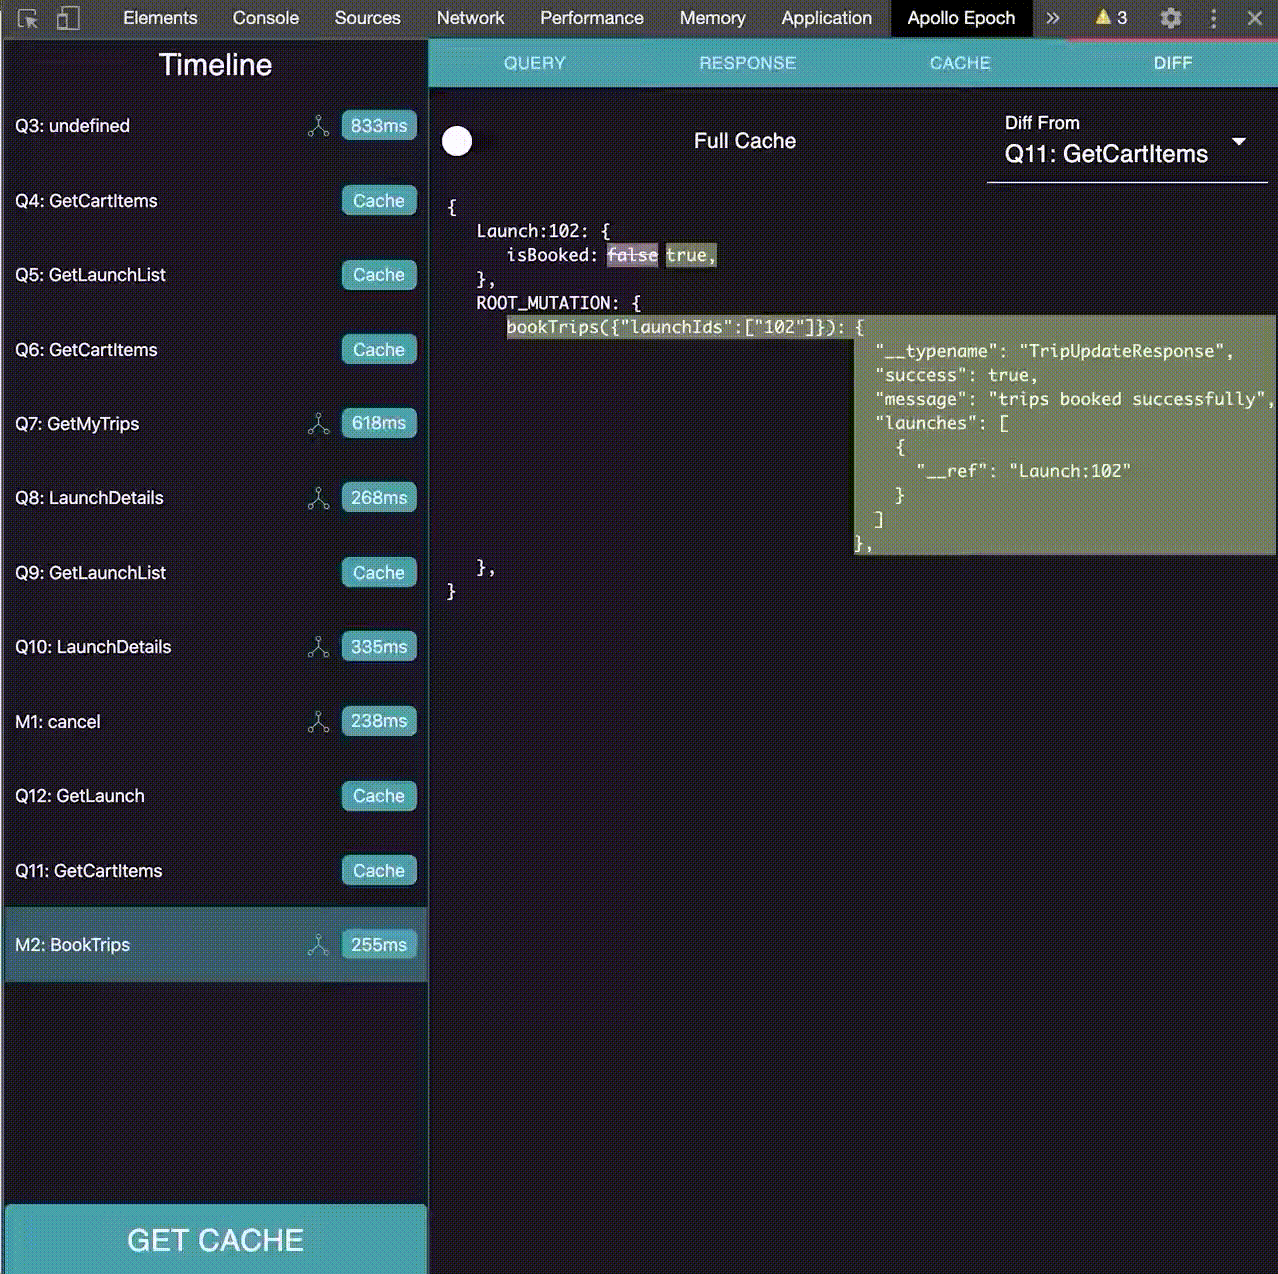 Elements Console Sources Network Performance Memory Application Apollo Epoch » 3
Timeline
Q3: undefined 833ms
Q4: GetCartItems Cache
Q5: GetLaunchList Cache
Q6: GetCartItems Cache
Q7: GetMyTrips 618ms
Q8: LaunchDetails 268ms
Q9: GetLaunchList Cache
Q10: LaunchDetails 335ms
M1: cancel 238ms
Q12: GetLaunch Cache
Q11: GetCartItems Cache
M2: BookTrips 255ms
GET CACHE
QUERY RESPONSE CACHE DIFF
Full Cache
Diff From
Q11: GetCartItems
{
Launch:102: {
isBooked: false true,
},
ROOT_MUTATION: {
bookTrips({"launchIds":["102"]}): {
"__typename": "TripUpdateResponse",
"success": true,
"message": "trips booked successfully",
"launches": [
{
"__ref": "Launch:102"
}
]
},
},
}